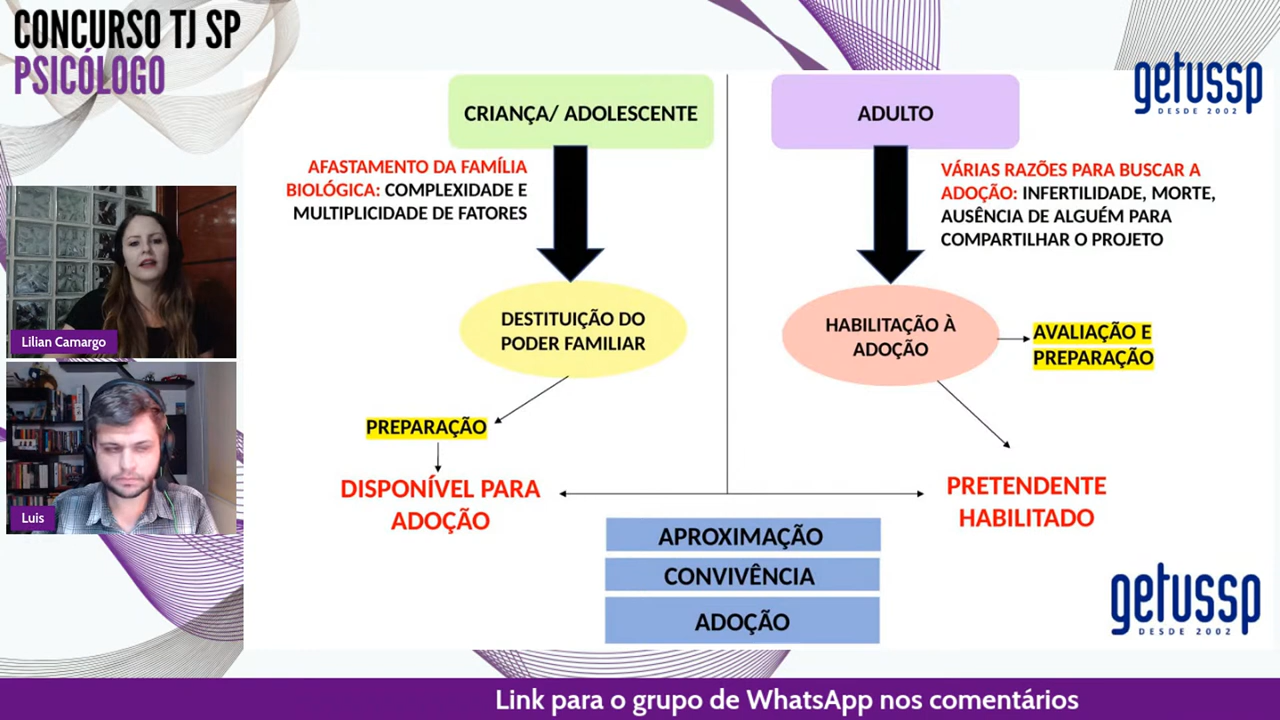 CONCURSO TJ SP
PSICÓLOGO
getussp
DESDE 2002
CRIANÇA/ ADOLESCENTE
ADULTO
AFASTAMENTO DA FAMÍLIA
BIOLÓGICA: COMPLEXIDADE E
MULTIPLICIDADE DE FATORES
VÁRIAS RAZÕES PARA BUSCAR A
ADOÇÃO: INFERTILIDADE, MORTE,
AUSÊNCIA DE ALGUÉM PARA
COMPARTILHAR O PROJETO
DESTITUIÇÃO DO
PODER FAMILIAR
HABILITAÇÃO À
ADOÇÃO
AVALIAÇÃO E
PREPARAÇÃO
PREPARAÇÃO
DISPONÍVEL PARA
ADOÇÃO
PRETENDENTE
HABILITADO
APROXIMAÇÃO
CONVIVÊNCIA
ADOÇÃO
Lilian Camargo
Luis
getussp
DESDE 2002
Link para o grupo de WhatsApp nos comentários